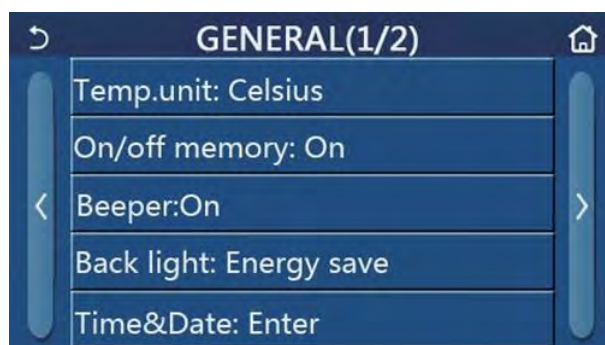 GENERAL(1/2)
Temp.unit: Celsius
On/off memory: On
Beeper:On
Back light: Energy save
Time&Date: Enter